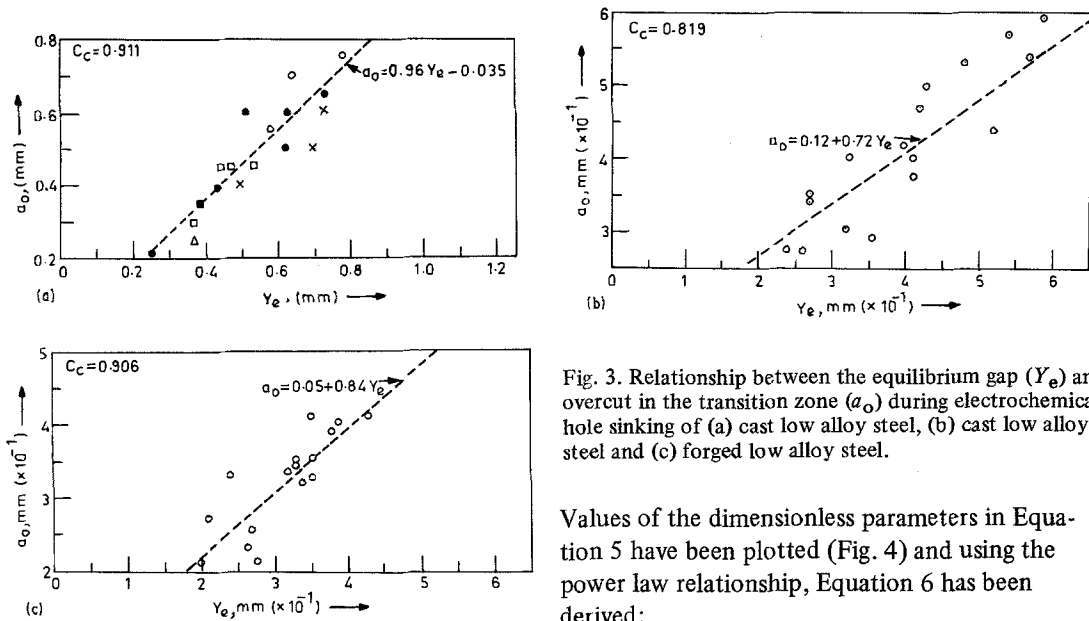 0·8
0·6
0·4
0·2
a₀, (mm)
C_C=0·911
a₀=0·96 Y_e−0·035
0
0·2
0·4
0·6
0·8
1·0
1·2
(a)
Y_e, (mm)
6
5
4
3
a₀, mm (×10⁻¹)
C_C=0·819
a₀=0·12+0·72 Y_e
0
1
2
3
4
5
6
(b)
Y_e, mm (×10⁻¹)
5
4
3
2
a₀, mm (×10⁻¹)
C_C=0·906
a₀=0·05+0·84 Y_e
0
1
2
3
4
5
6
(c)
Y_e, mm (×10⁻¹)
Fig. 3. Relationship between the equilibrium gap (Y_e) an
overcut in the transition zone (a_o) during electrochemica
hole sinking of (a) cast low alloy steel, (b) cast low alloy
steel and (c) forged low alloy steel.
Values of the dimensionless parameters in Equa-
tion 5 have been plotted (Fig. 4) and using the
power law relationship, Equation 6 has been
derived: